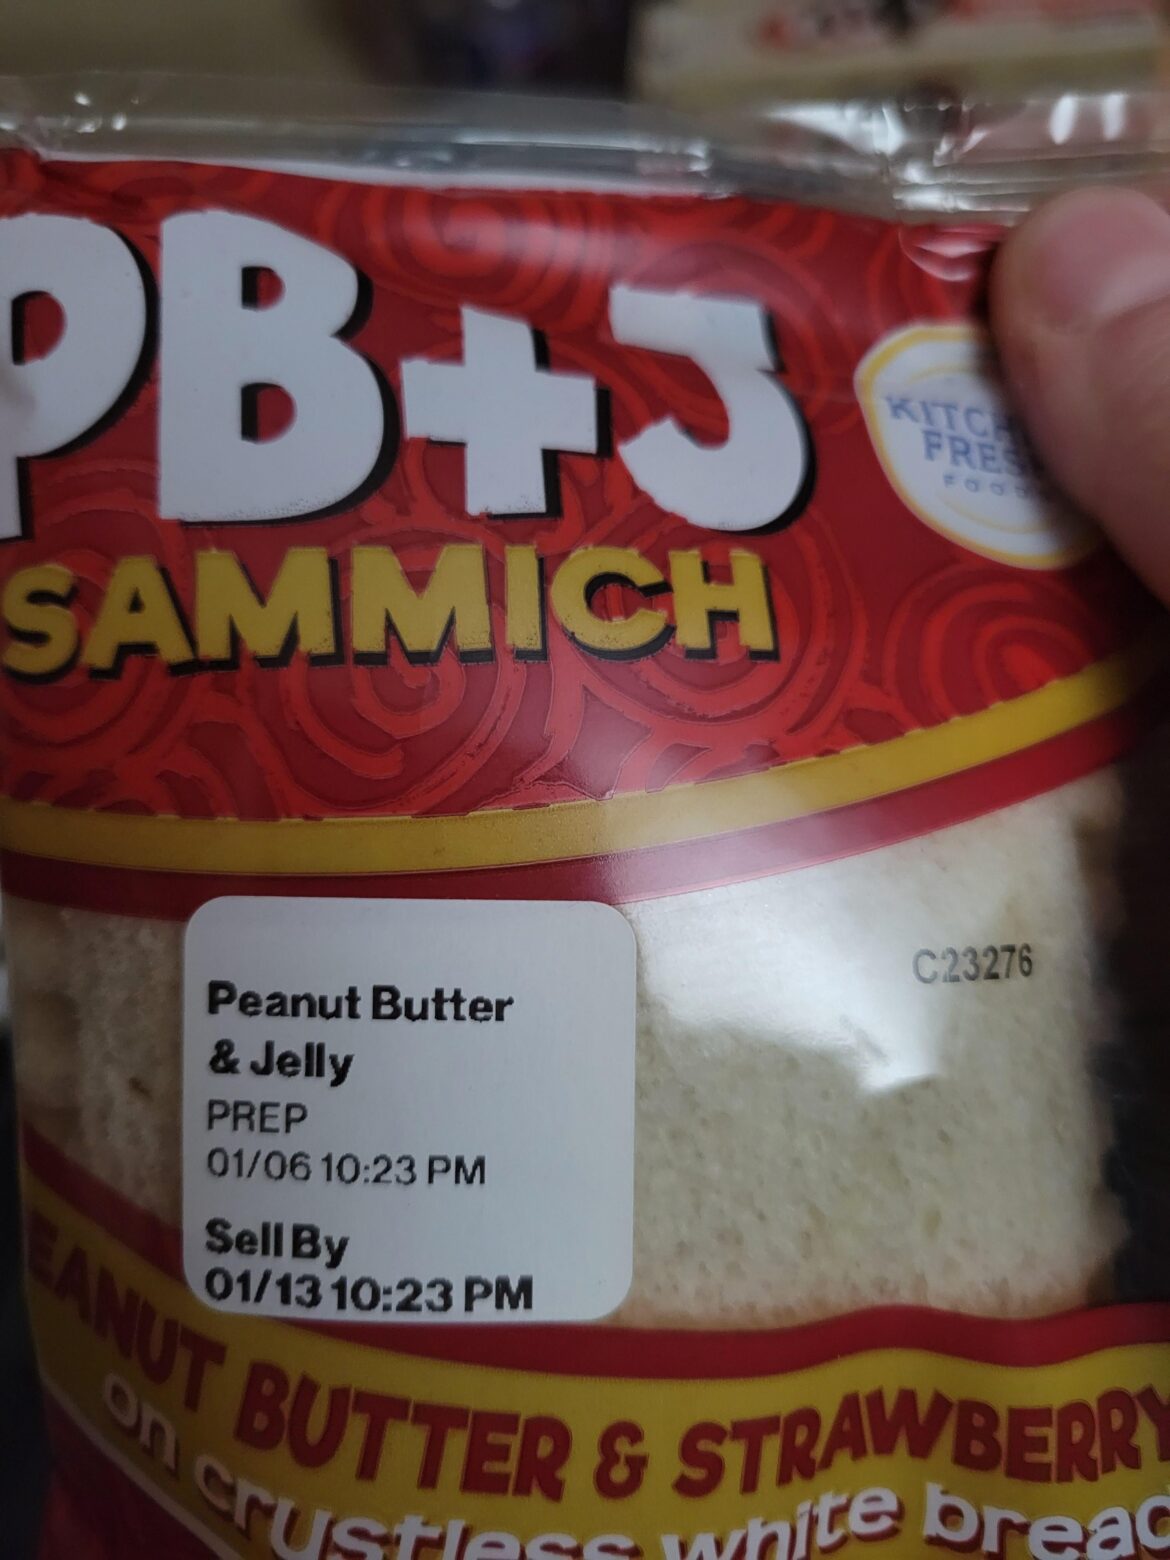 PB+J
SAMMICH
FOOD
C23276
Peanut Butter
& Jelly
PREP
01/06 10:23 PM
Sell By
01/13 10:23 PM
BUTTER & STRAWBERRY
on crustless white